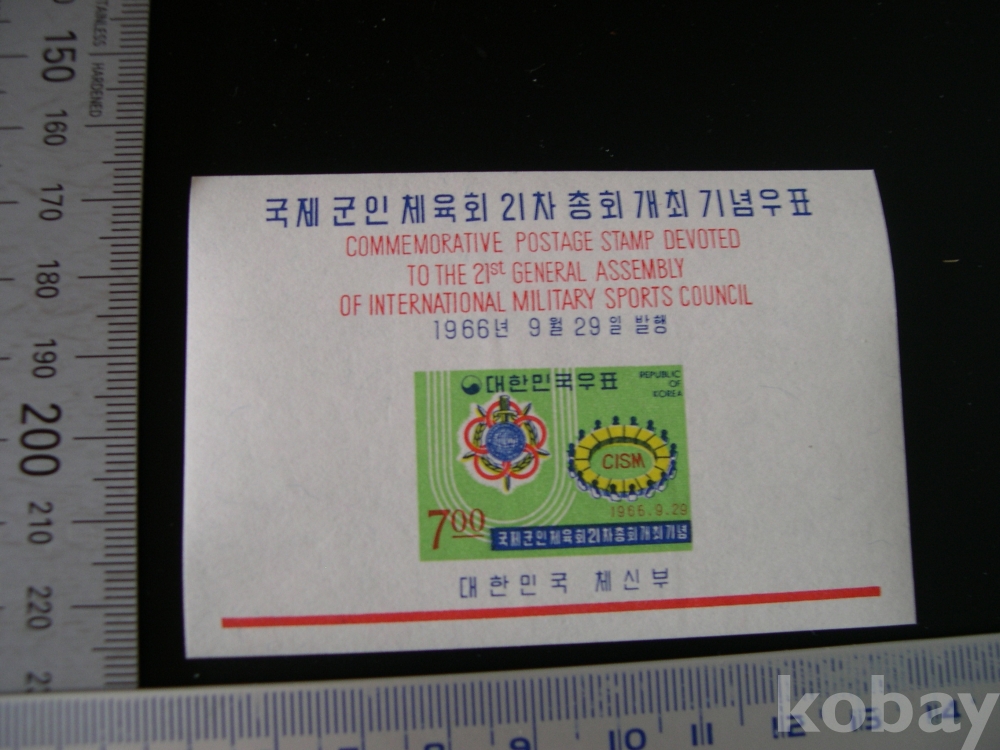 STAINLESS HARDENED
150
160
170
180
190
200
210
220
국제 군인 체육회 21차 총회 개최 기념우표
COMMEMORATIVE POSTAGE STAMP DEVOTED
TO THE 21st GENERAL ASSEMBLY
OF INTERNATIONAL MILITARY SPORTS COUNCIL
1966년 9월 29일 발행
대한민국우표
REPUBLIC
OF
KOREA
CISM
1966.9.29
700
국제군인체육회21차총회개최기념
대한민국 체신부
9 10 11 12 13 14
kobay